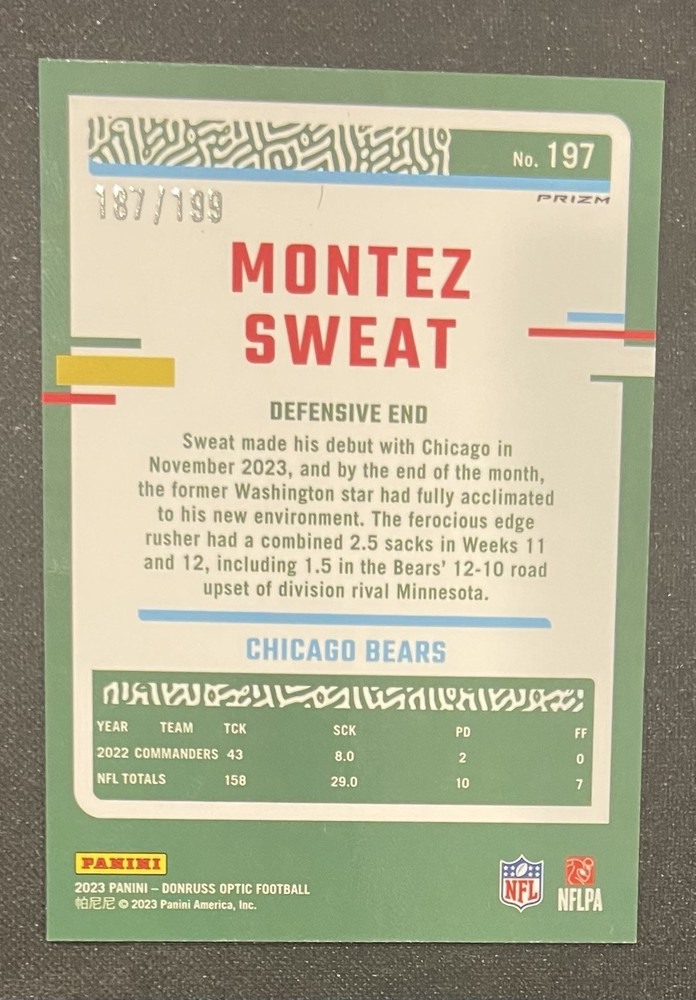 No. 197
187/199
PRIZM
MONTEZ
SWEAT
DEFENSIVE END
Sweat made his debut with Chicago in
November 2023, and by the end of the month,
the former Washington star had fully acclimated
to his new environment. The ferocious edge
rusher had a combined 2.5 sacks in Weeks 11
and 12, including 1.5 in the Bears' 12-10 road
upset of division rival Minnesota.
CHICAGO BEARS
YEAR TEAM TCK SCK PD FF
2022 COMMANDERS 43 8.0 2 0
NFL TOTALS 158 29.0 10 7
PANINI
2023 PANINI – DONRUSS OPTIC FOOTBALL
帕尼尼 © 2023 Panini America, Inc.
NFL
NFLPA